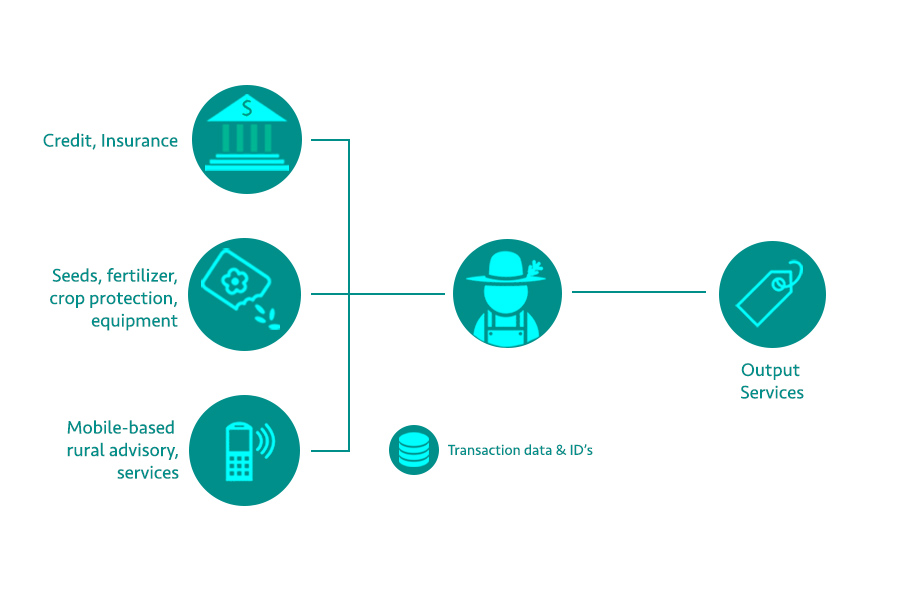 S
Credit, Insurance
Seeds, fertilizer,
crop protection,
equipment
Mobile-based
rural advisory,
services
Transaction data & ID's
Output
Services